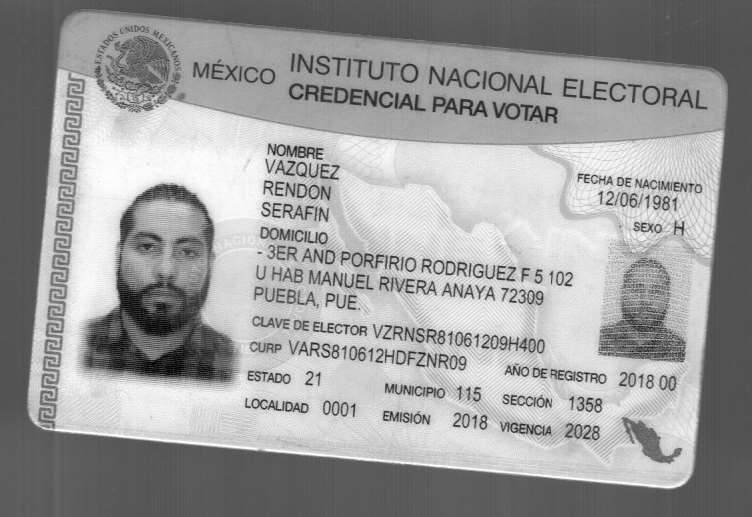 ESTADOS UNIDOS MEXICANOS
MÉXICO INSTITUTO NACIONAL ELECTORAL
CREDENCIAL PARA VOTAR
NOMBRE
VAZQUEZ
RENDON
SERAFIN
FECHA DE NACIMIENTO
12/06/1981
SEXO H
DOMICILIO
- 3ER AND PORFIRIO RODRIGUEZ F 5 102
U HAB MANUEL RIVERA ANAYA 72309
PUEBLA, PUE.
CLAVE DE ELECTOR VZRNSR81061209H400
CURP VARS810612HDFZNR09
AÑO DE REGISTRO 2018 00
ESTADO 21
MUNICIPIO 115
SECCIÓN 1358
LOCALIDAD 0001
EMISIÓN 2018
VIGENCIA 2028